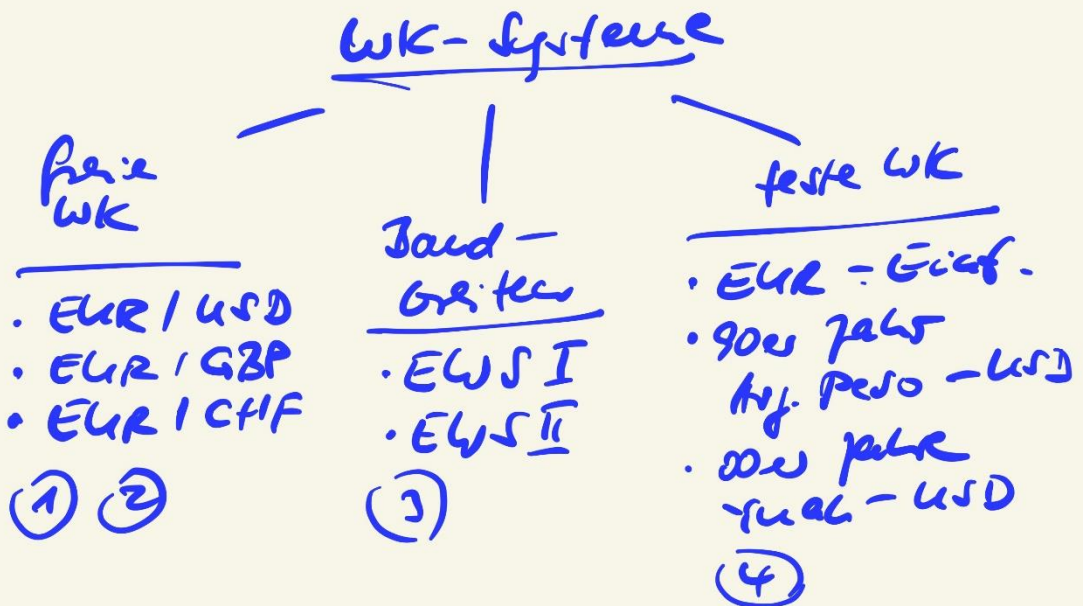 WK-Systeme
freie
WK
• EUR / USD
• EUR / GBP
• EUR / CHF
① ②
Band-
breiten
• EWS I
• EWS II
③
feste WK
• EUR - Einf.
• 90er Jahre
Arg. Peso - USD
• 00er Jahre
Yuan - USD
④